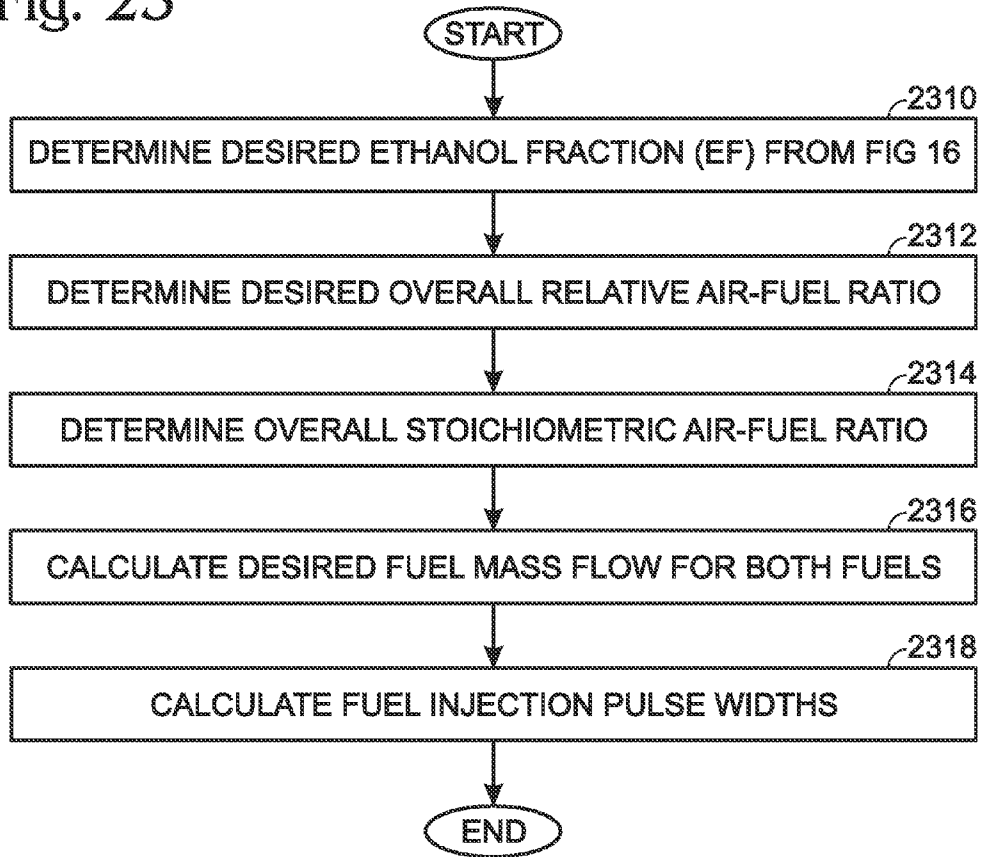 Fig. 23
START
2310
DETERMINE DESIRED ETHANOL FRACTION (EF) FROM FIG 16
2312
DETERMINE DESIRED OVERALL RELATIVE AIR-FUEL RATIO
2314
DETERMINE OVERALL STOICHIOMETRIC AIR-FUEL RATIO
2316
CALCULATE DESIRED FUEL MASS FLOW FOR BOTH FUELS
2318
CALCULATE FUEL INJECTION PULSE WIDTHS
END